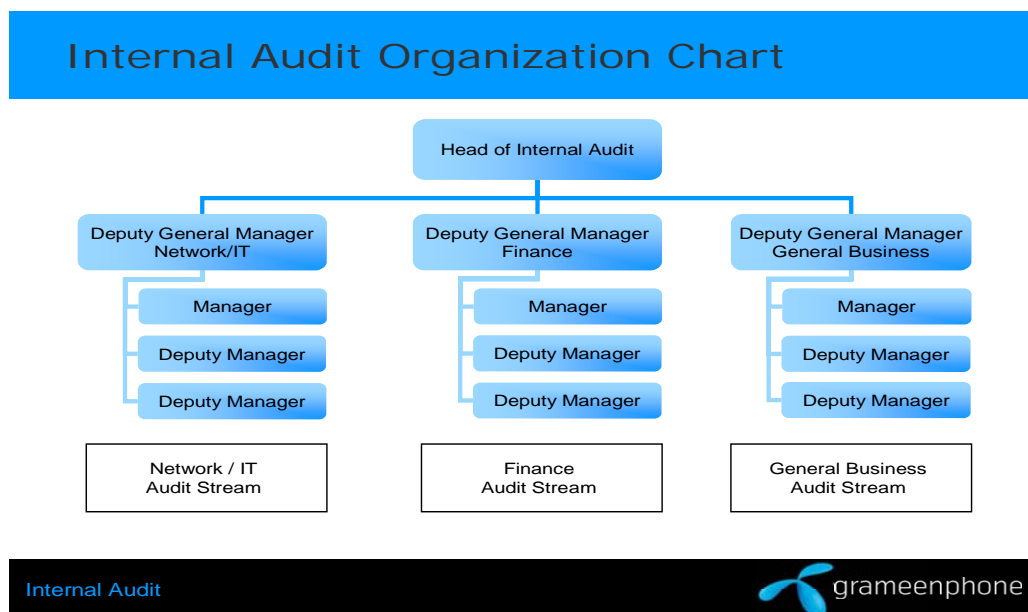 Internal Audit Organization Chart
Head of Internal Audit
Deputy General Manager
Network/IT
Deputy General Manager
Finance
Deputy General Manager
General Business
Manager
Manager
Manager
Deputy Manager
Deputy Manager
Deputy Manager
Deputy Manager
Deputy Manager
Deputy Manager
Network / IT
Audit Stream
Finance
Audit Stream
General Business
Audit Stream
Internal Audit
grameenphone